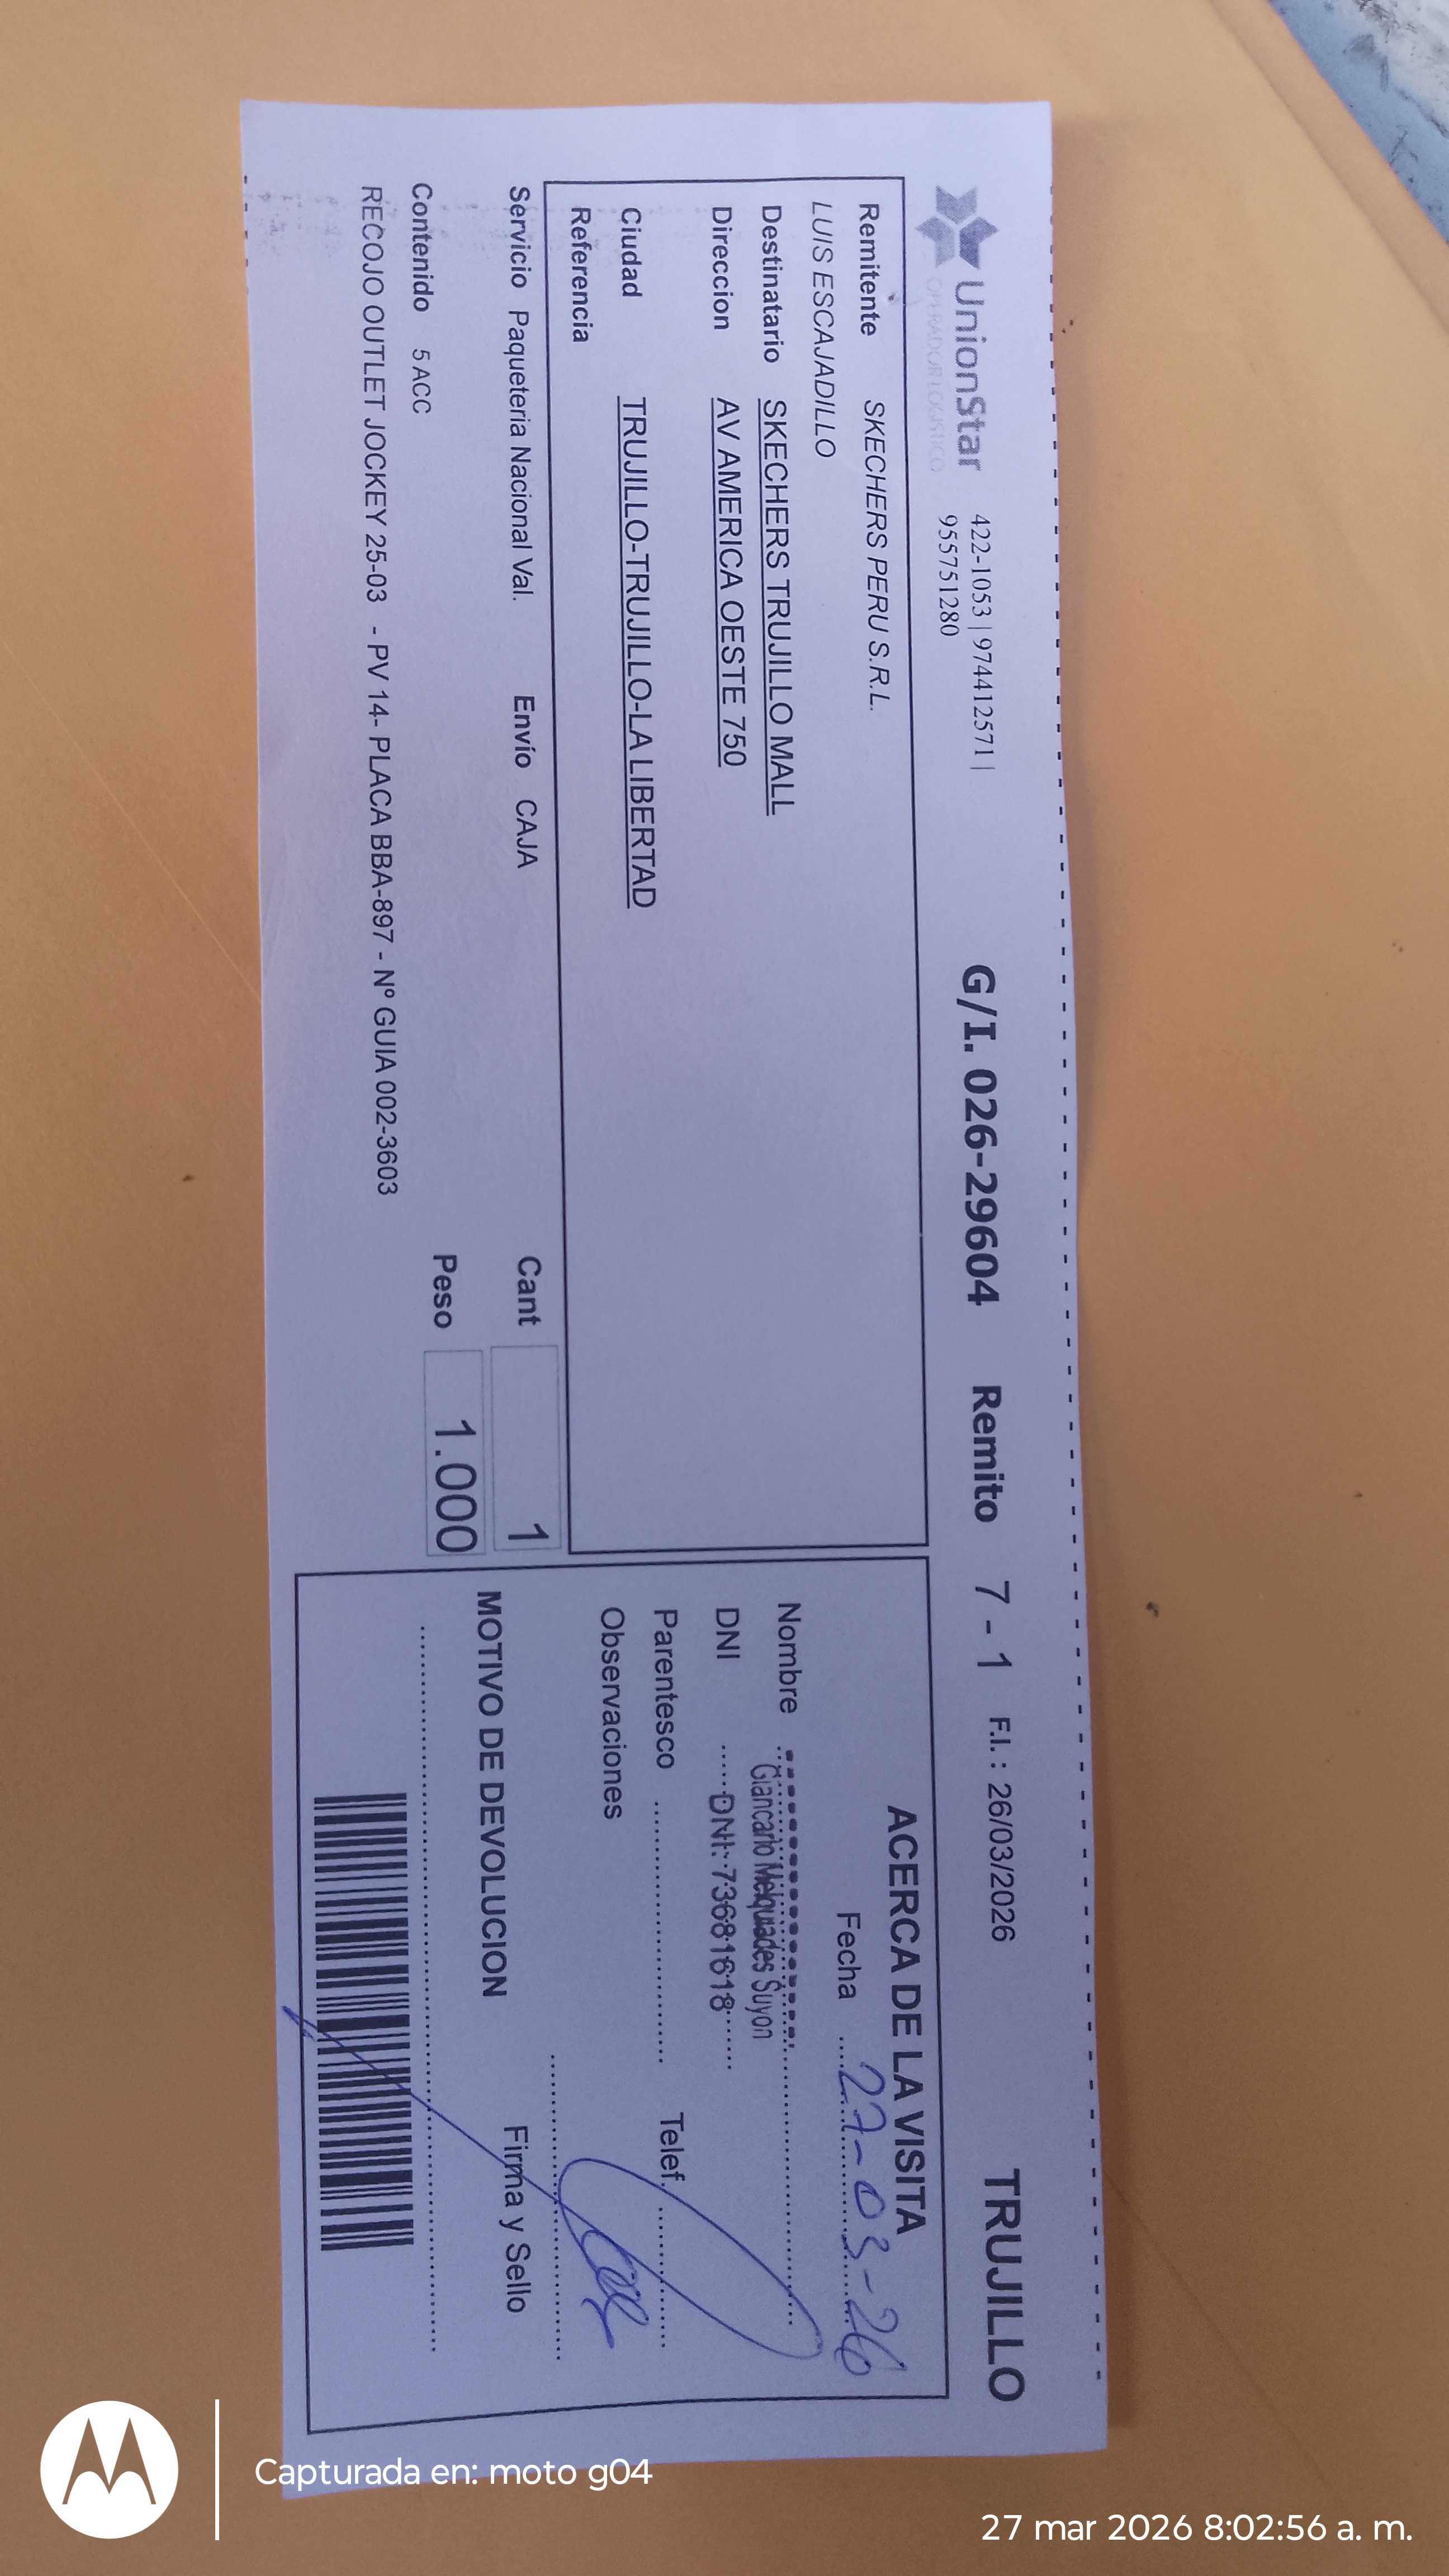 UnionStar
OPERADOR LOGISTICO
422-1053 | 974412571 |
955751280
G/I. 026-29604 Remito 7 - 1 F.I. : 26/03/2026 TRUJILLO
Remitente SKECHERS PERU S.R.L.
LUIS ESCAJADILLO
Destinatario SKECHERS TRUJILLO MALL
Direccion AV AMERICA OESTE 750
Ciudad TRUJILLO-TRUJILLO-LA LIBERTAD
Referencia
Servicio Paqueteria Nacional Val. Envío CAJA Cant 1
Contenido 5 ACC Peso 1.000
RECOJO OUTLET JOCKEY 25-03 - PV 14- PLACA BBA-897 - Nº GUIA 002-3603
ACERCA DE LA VISITA
Fecha 27-03-26
Nombre Giancarlo Melquiades Suyon
DNI DNI: 73681618
Parentesco Telef.
Observaciones
MOTIVO DE DEVOLUCION Firma y Sello
Capturada en: moto g04
27 mar 2026 8:02:56 a. m.